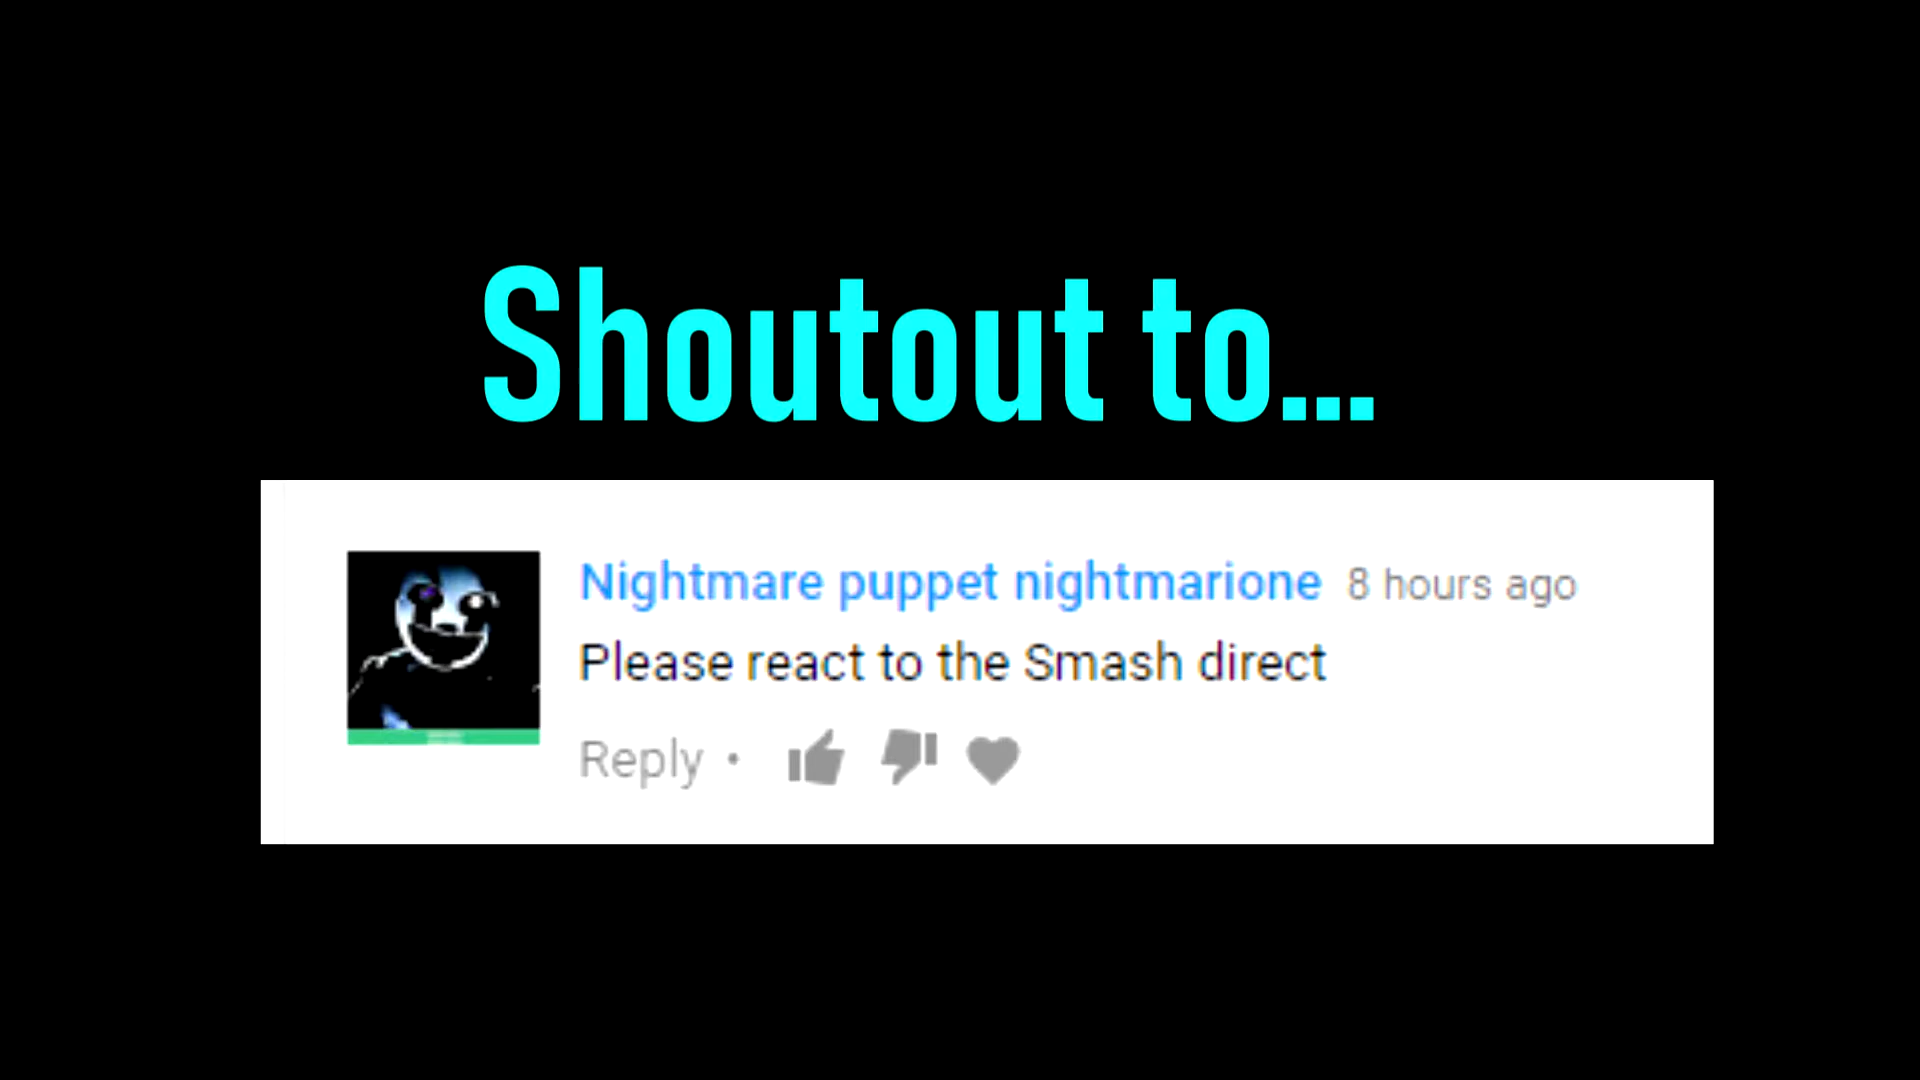 Shoutout to...
Nightmare puppet nightmarione 8 hours ago
Please react to the Smash direct
Reply •